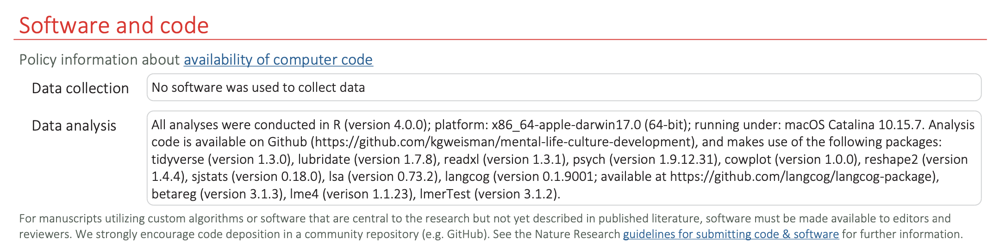 Software and code
Policy information about availability of computer code
Data collection
No software was used to collect data
Data analysis
All analyses were conducted in R (version 4.0.0); platform: x86_64-apple-darwin17.0 (64-bit); running under: macOS Catalina 10.15.7. Analysis
code is available on Github (https://github.com/kgweisman/mental-life-culture-development), and makes use of the following packages:
tidyverse (version 1.3.0), lubridate (version 1.7.8), readxl (version 1.3.1), psych (version 1.9.12.31), cowplot (version 1.0.0), reshape2 (version
1.4.4), sjstats (version 0.18.0), lsa (version 0.73.2), langcog (version 0.1.9001; available at https://github.com/langcog/langcog-package),
betareg (version 3.1.3), lme4 (verison 1.1.23), lmerTest (version 3.1.2).
For manuscripts utilizing custom algorithms or software that are central to the research but not yet described in published literature, software must be made available to editors and
reviewers. We strongly encourage code deposition in a community repository (e.g. GitHub). See the Nature Research guidelines for submitting code & software for further information.